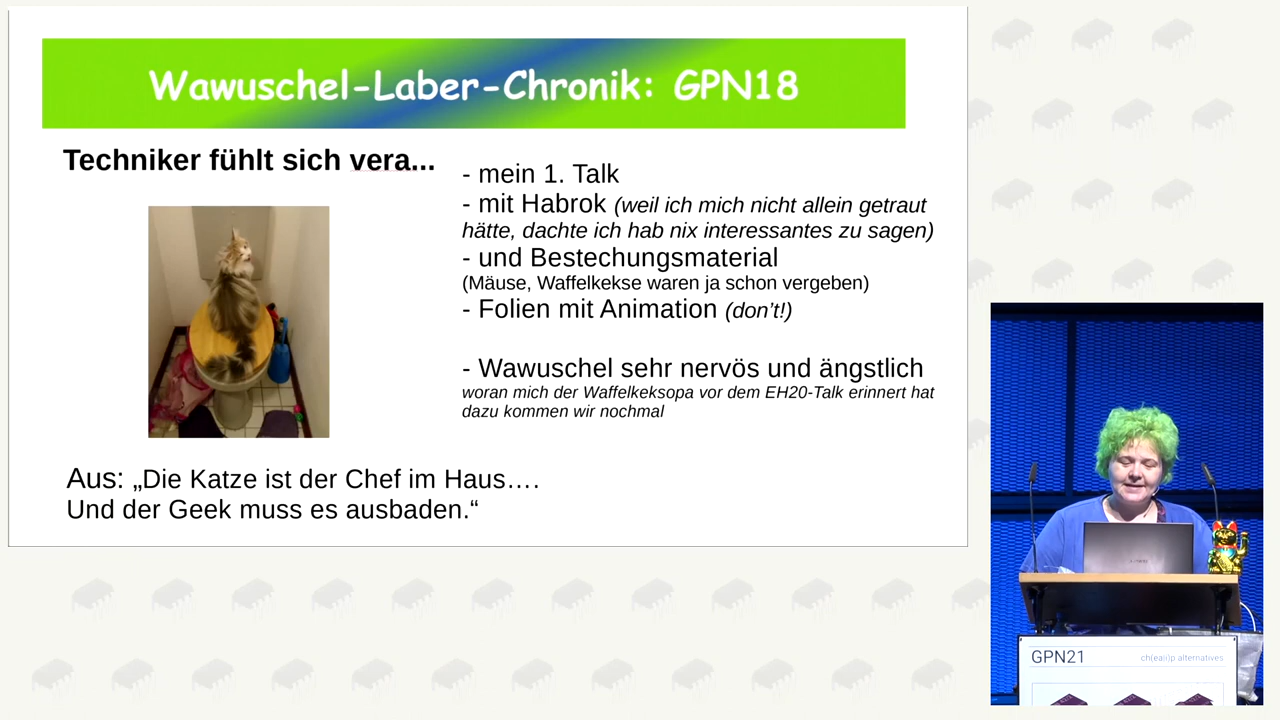 Wawuschel-Laber-Chronik: GPN18
Techniker fühlt sich vera...
- mein 1. Talk
- mit Habrok (weil ich mich nicht allein getraut
hätte, dachte ich hab nix interessantes zu sagen)
- und Bestechungsmaterial
(Mäuse, Waffelkekse waren ja schon vergeben)
- Folien mit Animation (don’t!)
- Wawuschel sehr nervös und ängstlich
woran mich der Waffelkeksopa vor dem EH20-Talk erinnert hat
dazu kommen wir nochmal
Aus: „Die Katze ist der Chef im Haus….
Und der Geek muss es ausbaden.“
GPN21
ch(ea)i)p alternatives